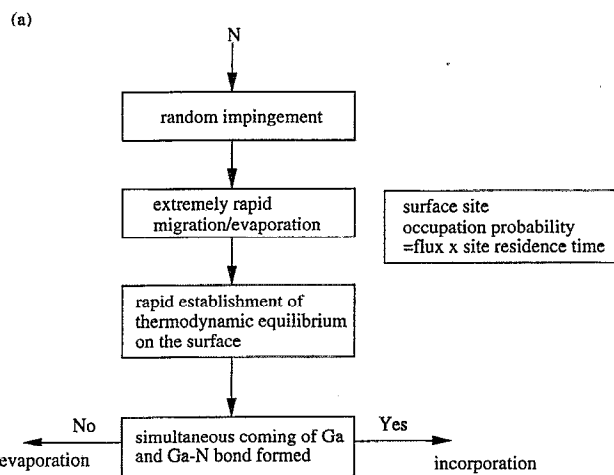 (a)
N
random impingement
extremely rapid
migration/evaporation
surface site
occupation probability
=flux x site residence time
rapid establishment of
thermodynamic equilibrium
on the surface
No
simultaneous coming of Ga
and Ga-N bond formed
Yes
evaporation
incorporation